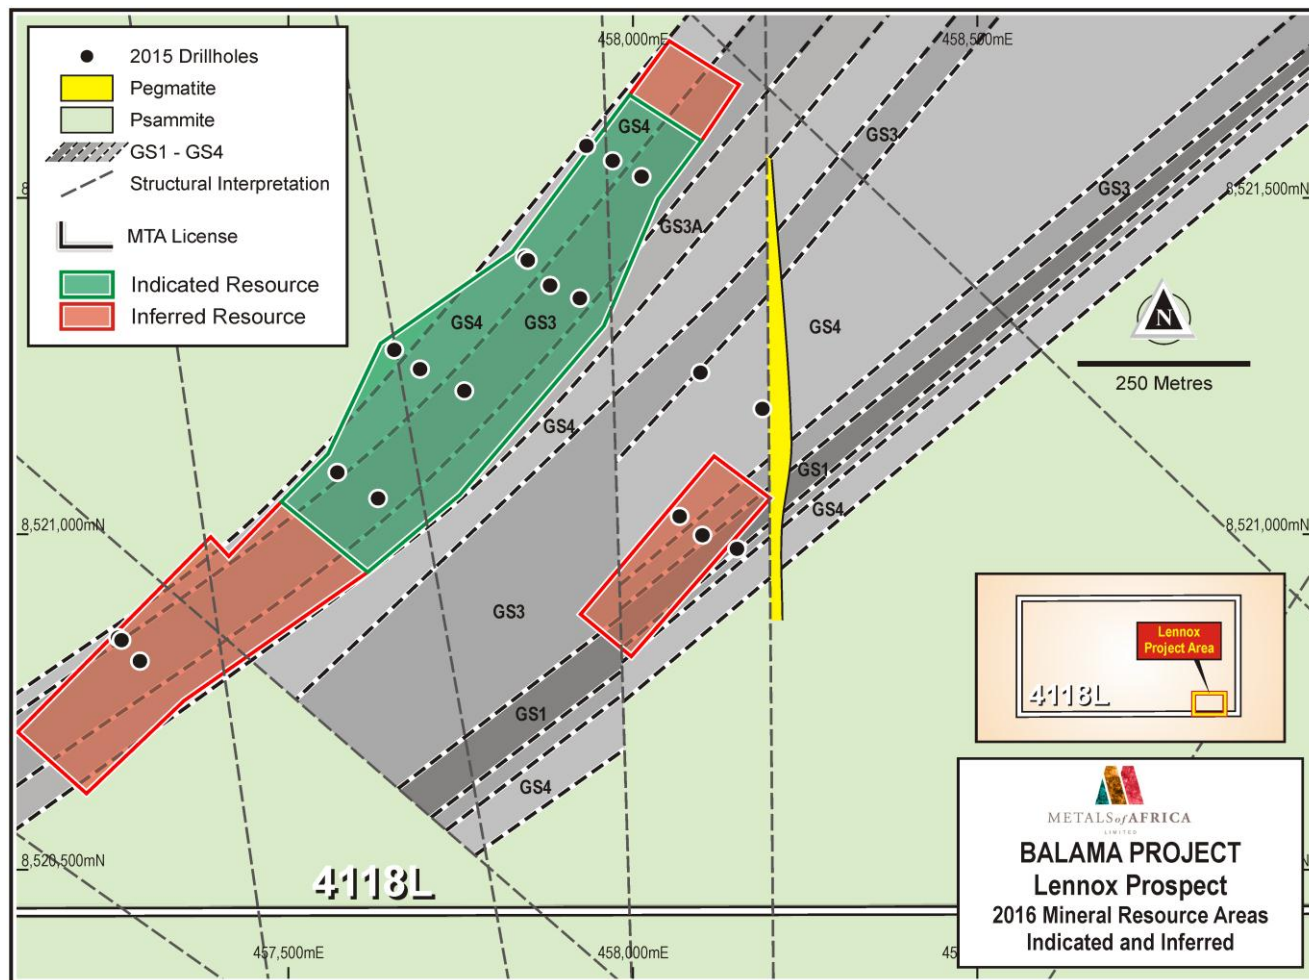 2015 Drillholes
Pegmatite
Psammite
GS1 - GS4
Structural Interpretation
MTA License
Indicated Resource
Inferred Resource
458,000mE
458,500mE
GS4
GS3
GS3
8,521,500mN
GS3A
GS4
GS3
GS4
N
250 Metres
GS4
GS1
GS4
8,521,000mN
8,521,000mN
GS3
Lennox
Project Area
4118L
GS1
GS4
8,520,500mN
4118L
METALS of AFRICA
LIMITED
BALAMA PROJECT
Lennox Prospect
2016 Mineral Resource Areas
Indicated and Inferred
457,500mE
458,000mE